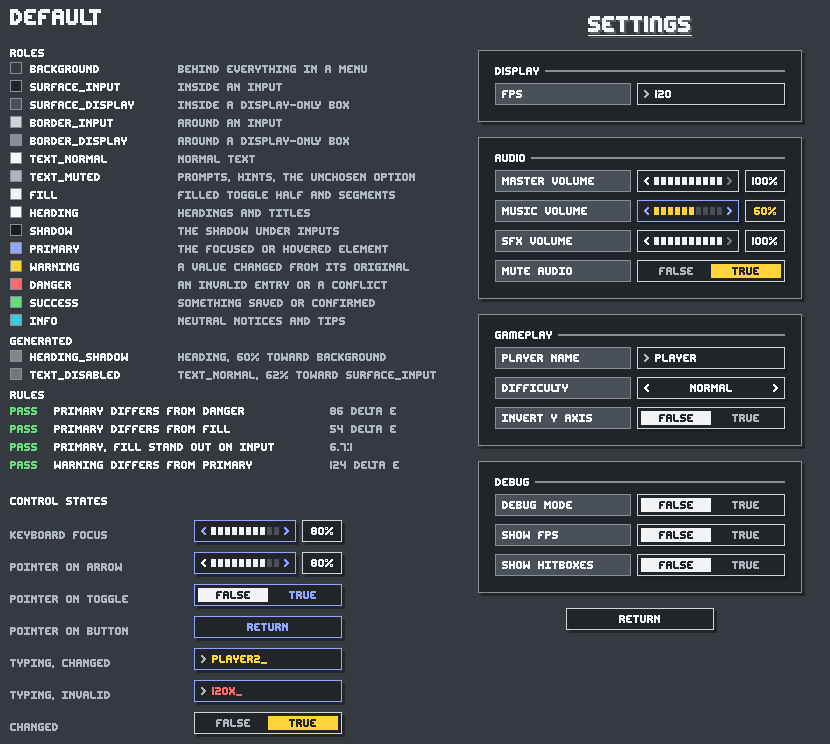 DEFAULT
ROLES
BACKGROUND BEHIND EVERYTHING IN A MENU
SURFACE_INPUT INSIDE AN INPUT
SURFACE_DISPLAY INSIDE A DISPLAY-ONLY BOX
BORDER_INPUT AROUND AN INPUT
BORDER_DISPLAY AROUND A DISPLAY-ONLY BOX
TEXT_NORMAL NORMAL TEXT
TEXT_MUTED PROMPTS, HINTS, THE UNCHOSEN OPTION
FILL FILLED TOGGLE HALF AND SEGMENTS
HEADING HEADINGS AND TITLES
SHADOW THE SHADOW UNDER INPUTS
PRIMARY THE FOCUSED OR HOVERED ELEMENT
WARNING A VALUE CHANGED FROM ITS ORIGINAL
DANGER AN INVALID ENTRY OR A CONFLICT
SUCCESS SOMETHING SAVED OR CONFIRMED
INFO NEUTRAL NOTICES AND TIPS
GENERATED
HEADING_SHADOW HEADING, 60% TOWARD BACKGROUND
TEXT_DISABLED TEXT_NORMAL, 62% TOWARD SURFACE_INPUT
RULES
PASS PRIMARY DIFFERS FROM DANGER 86 DELTA E
PASS PRIMARY DIFFERS FROM FILL 54 DELTA E
PASS PRIMARY, FILL STAND OUT ON INPUT 6.7:1
PASS WARNING DIFFERS FROM PRIMARY 124 DELTA E
CONTROL STATES
KEYBOARD FOCUS < > 80%
POINTER ON ARROW < > 80%
POINTER ON TOGGLE FALSE TRUE
POINTER ON BUTTON RETURN
TYPING, CHANGED > PLAYER2_
TYPING, INVALID > 120X_
CHANGED FALSE TRUE
SETTINGS
DISPLAY
FPS > 120
AUDIO
MASTER VOLUME < > 100%
MUSIC VOLUME < > 60%
SFX VOLUME < > 100%
MUTE AUDIO FALSE TRUE
GAMEPLAY
PLAYER NAME > PLAYER
DIFFICULTY < NORMAL >
INVERT Y AXIS FALSE TRUE
DEBUG
DEBUG MODE FALSE TRUE
SHOW FPS FALSE TRUE
SHOW HITBOXES FALSE TRUE
RETURN